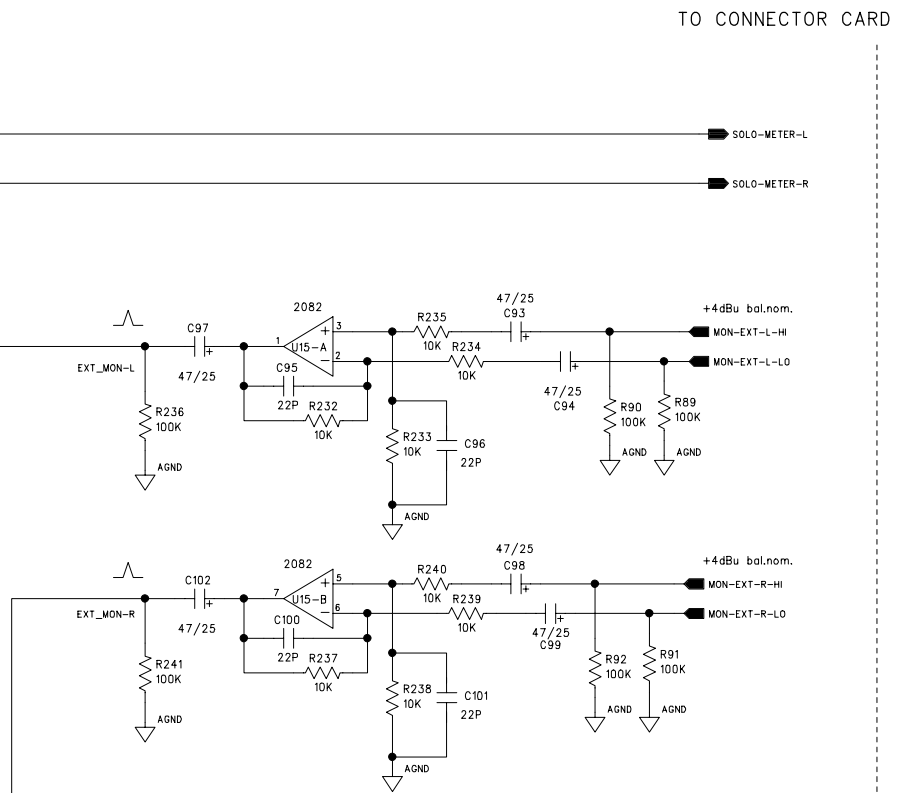 TO CONNECTOR CARD
SOLO-METER-L
SOLO-METER-R
47/25
C93
+4dBu bal.nom.
2082
R235
10K
+
MON-EXT-L-HI
C97
+
47/25
1
U15-A
3
+
2
−
R234
10K
47/25
C94
+
MON-EXT-L-LO
EXT_MON-L
C95
22P
R232
10K
R236
100K
AGND
R233
10K
C96
22P
R90
100K
R89
100K
AGND
AGND
AGND
47/25
C98
+4dBu bal.nom.
2082
R240
10K
+
MON-EXT-R-HI
C102
+
47/25
7
U15-B
5
+
6
−
R239
10K
47/25
C99
+
MON-EXT-R-LO
EXT_MON-R
C100
22P
R237
10K
R241
100K
AGND
R238
10K
C101
22P
R92
100K
R91
100K
AGND
AGND
AGND